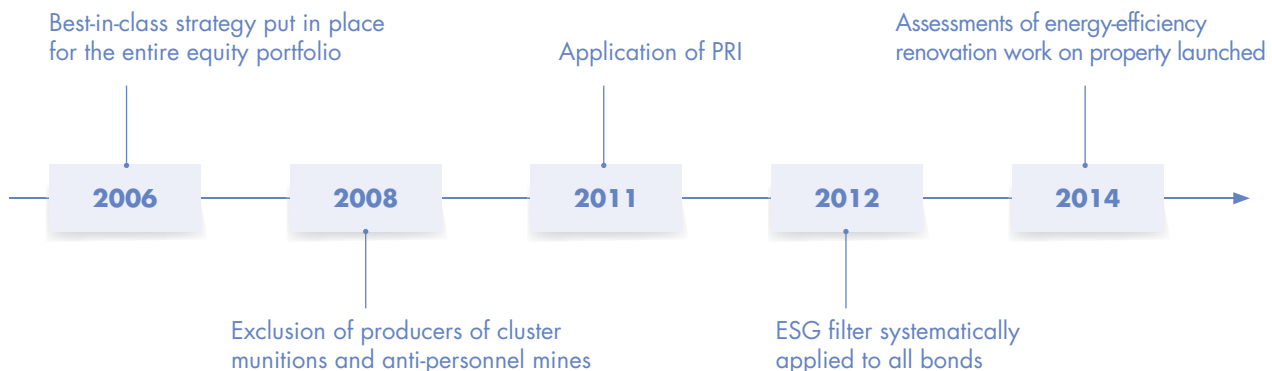 Best-in-class strategy put in place
for the entire equity portfolio
Application of PRI
Assessments of energy-efficiency
renovation work on property launched
2006
2008
2011
2012
2014
Exclusion of producers of cluster
munitions and anti-personnel mines
ESG filter systematically
applied to all bonds